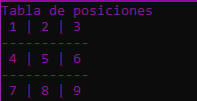 Tabla de posiciones
1 | 2 | 3
-----------
4 | 5 | 6
-----------
7 | 8 | 9